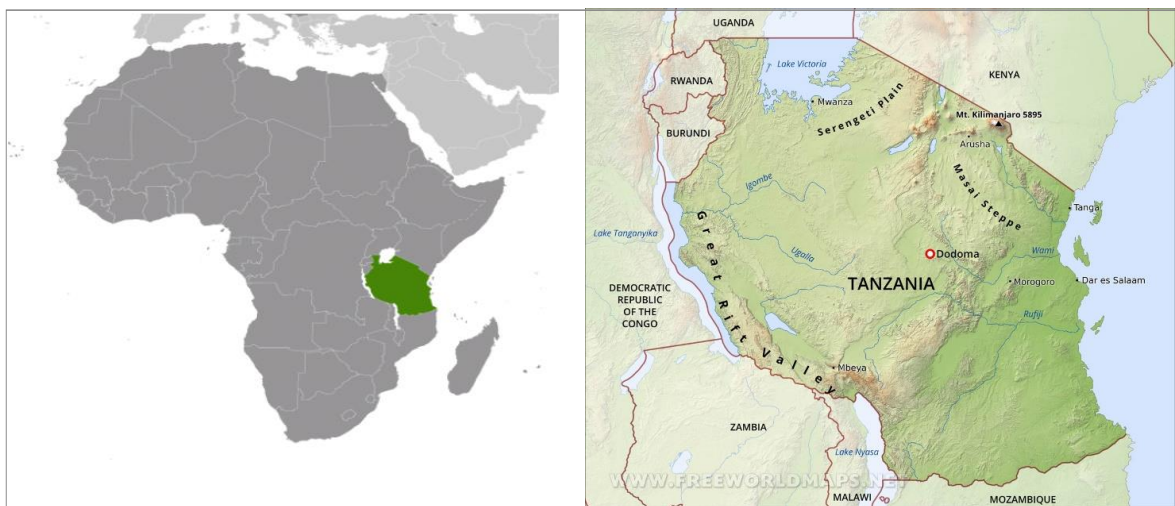 UGANDA
Lake Victoria
KENYA
RWANDA
Mwanza
Serengeti Plain
Mt. Kilimanjaro 5895
BURUNDI
Arusha
Masai Steppe
Igombe
Tanga
Great Rift Valley
Lake Tanganyika
Ugalla
Wami
Dodoma
DEMOCRATIC
REPUBLIC
OF THE
CONGO
TANZANIA
Morogoro
Dar es Salaam
Rufiji
Mbeya
ZAMBIA
Lake Nyasa
WWW.FREEWORLDMAPS.NET
MALAWI
MOZAMBIQUE